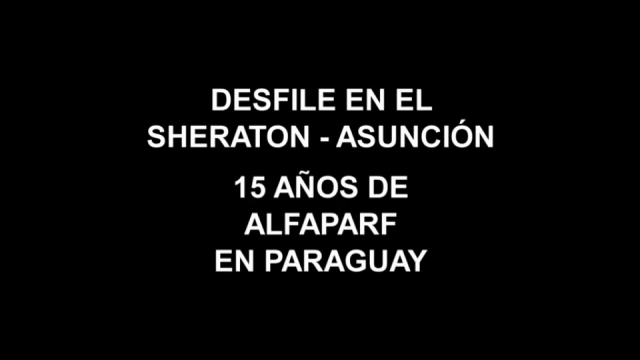 DESFILE EN EL
SHERATON - ASUNCIÓN
15 AÑOS DE
ALFAPARF
EN PARAGUAY